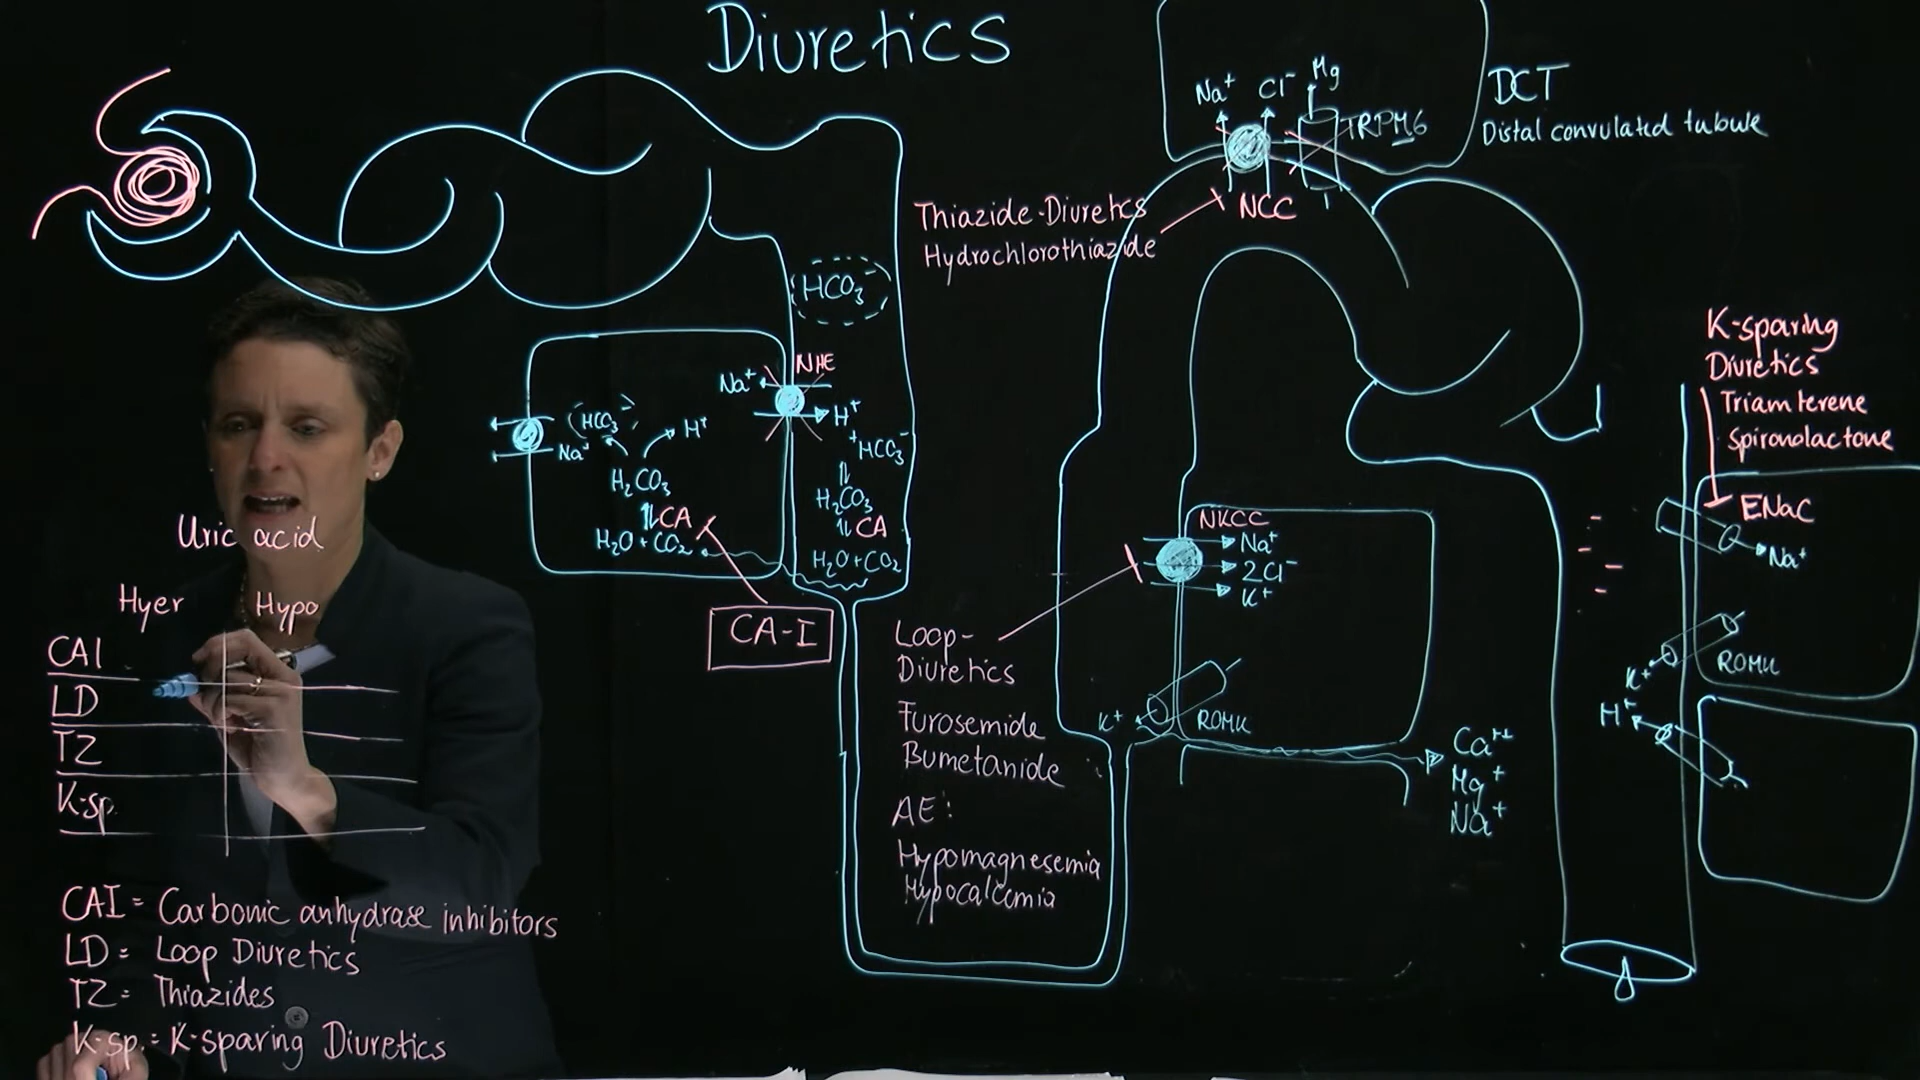 Diuretics
Na⁺ Cl⁻ Mg
TRPM6
DCT
Distal convulated tubule
Thiazide-Diuretcs
Hydrochlorothiazide
NCC
HCO₃⁻
NHE
Na⁺
H⁺
⁺HCO₃⁻
H₂CO₃
CA
H₂O+CO₂
HCO₃⁻
H⁺
Na⁺
H₂CO₃
CA
H₂O + CO₂
CA-I
K-sparing
Diuretics
Triamterene
Spironolactone
ENaC
Na⁺
ROMK
K⁺
H⁺
NKCC
Na⁺
2Cl⁻
K⁺
Loop-
Diuretics
Furosemide
Bumetanide
K⁺
ROMK
Ca⁺⁺
Mg⁺
Na⁺
AE:
Hypomagnesemia
Hypocalcemia
Uric acid
Hyer Hypo
CAI
LD
TZ
K-sp.
CAI = Carbonic anhydrase inhibitors
LD = Loop Diuretics
TZ = Thiazides
K-sp. = K-sparing Diuretics